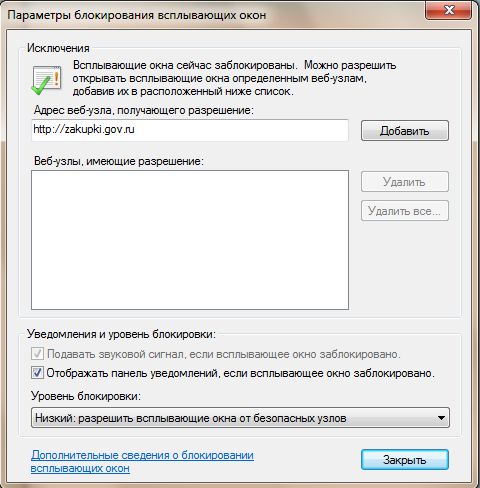 Параметры блокирования всплывающих окон
Исключения
Всплывающие окна сейчас заблокированы. Можно разрешить
открывать всплывающие окна определенным веб-узлам,
добавив их в расположенный ниже список.
Адрес веб-узла, получающего разрешение:
http://zakupki.gov.ru
Добавить
Веб-узлы, имеющие разрешение:
Удалить
Удалить все...
Уведомления и уровень блокировки:
Подавать звуковой сигнал, если всплывающее окно заблокировано.
Отображать панель уведомлений, если всплывающее окно заблокировано.
Уровень блокировки:
Низкий: разрешить всплывающие окна от безопасных узлов
Дополнительные сведения о блокировании
всплывающих окон
Закрыть